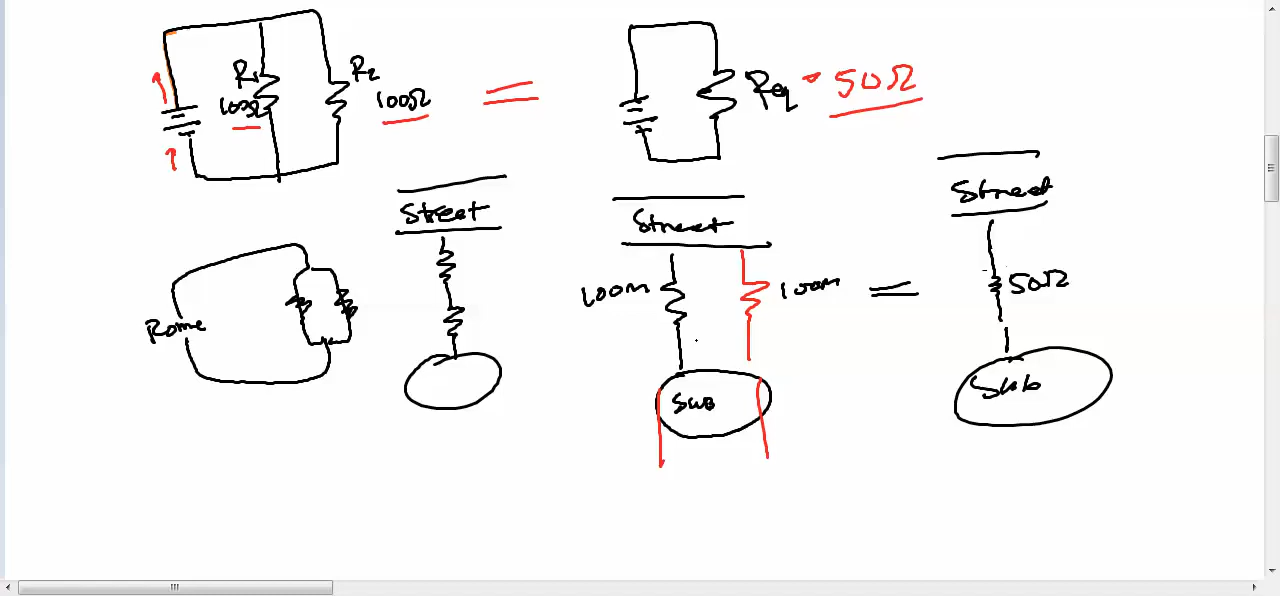 R1
R2
100Ω
100Ω
=
Req = 50Ω
Street
Street
Street
100m
100m
=
50Ω
Rome
Sub
Sub